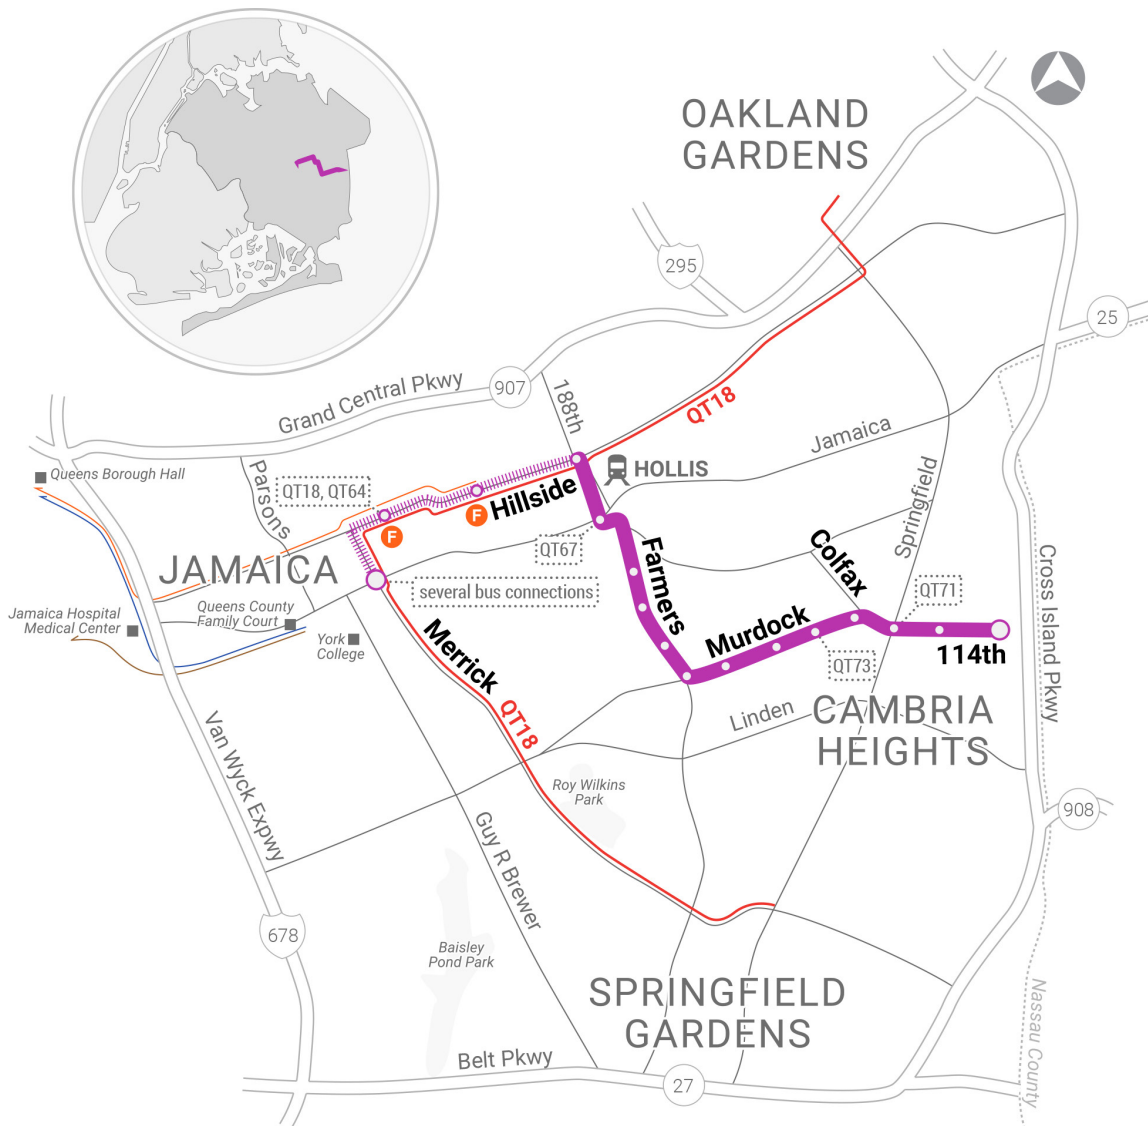 OAKLAND
GARDENS
295
25
Grand Central Pkwy
907
188th
QT18
Jamaica
HOLLIS
Queens Borough Hall
Parsons
QT18, QT64
F
F
Hillside
Springfield
QT67
Farmers
Colfax
Cross Island Pkwy
JAMAICA
several bus connections
QT71
Jamaica Hospital
Medical Center
Queens County
Family Court
York
College
Merrick
Murdock
114th
QT73
QT18
Linden
CAMBRIA
HEIGHTS
Van Wyck Expwy
Roy Wilkins
Park
908
Guy R Brewer
678
Baisley
Pond Park
SPRINGFIELD
GARDENS
Nassau County
Belt Pkwy
27